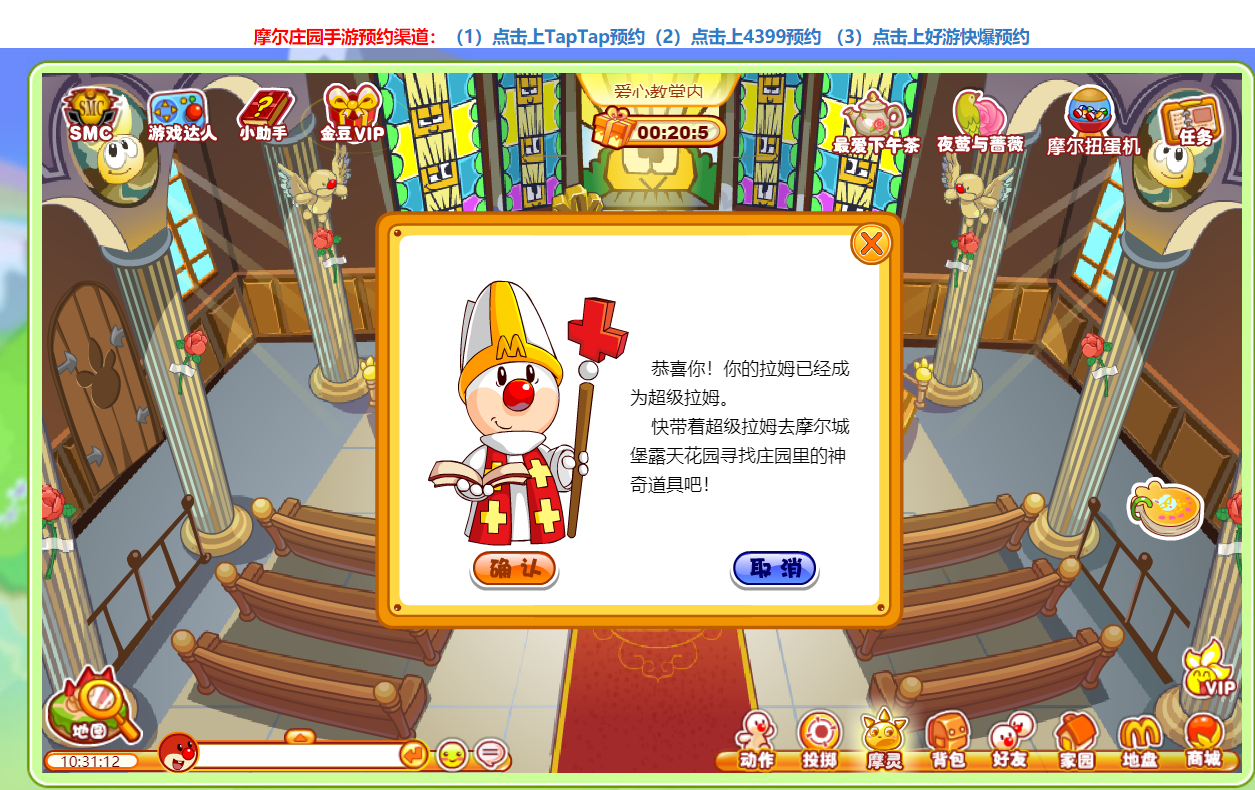 摩尔庄园手游预约渠道：（1）点击上TapTap预约（2）点击上4399预约 （3）点击上好游快爆预约
爱心教堂内
SMC
游戏达人
小助手
金豆VIP
00:20:5
最爱下午茶
夜莺与蔷薇
摩尔扭蛋机
任务
恭喜你！你的拉姆已经成
为超级拉姆。
快带着超级拉姆去摩尔城
堡露天花园寻找庄园里的神
奇道具吧！
确认
取消
VIP
地图
10:31:12
动作
投掷
摩灵
背包
好友
家园
地盘
商城